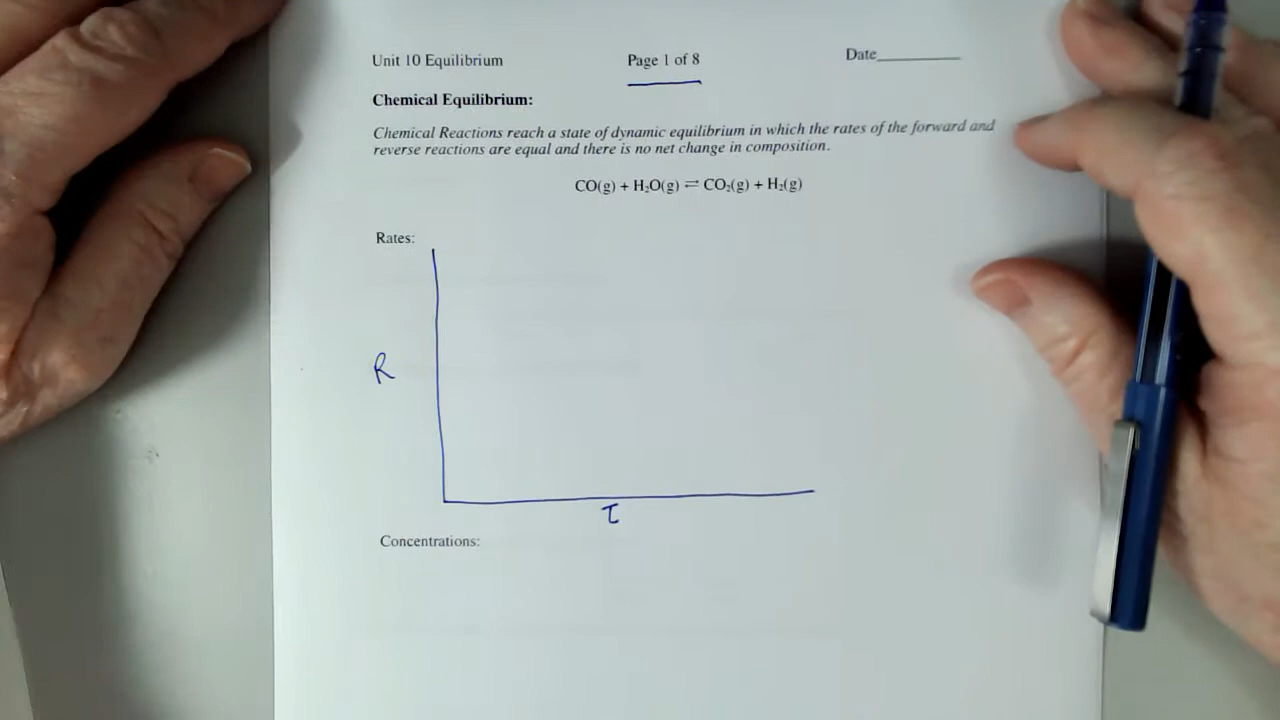 Unit 10 Equilibrium Page 1 of 8 Date__________
Chemical Equilibrium:
Chemical Reactions reach a state of dynamic equilibrium in which the rates of the forward and
reverse reactions are equal and there is no net change in composition.
CO(g) + H₂O(g) ⇌ CO₂(g) + H₂(g)
Rates:
R
τ
Concentrations: